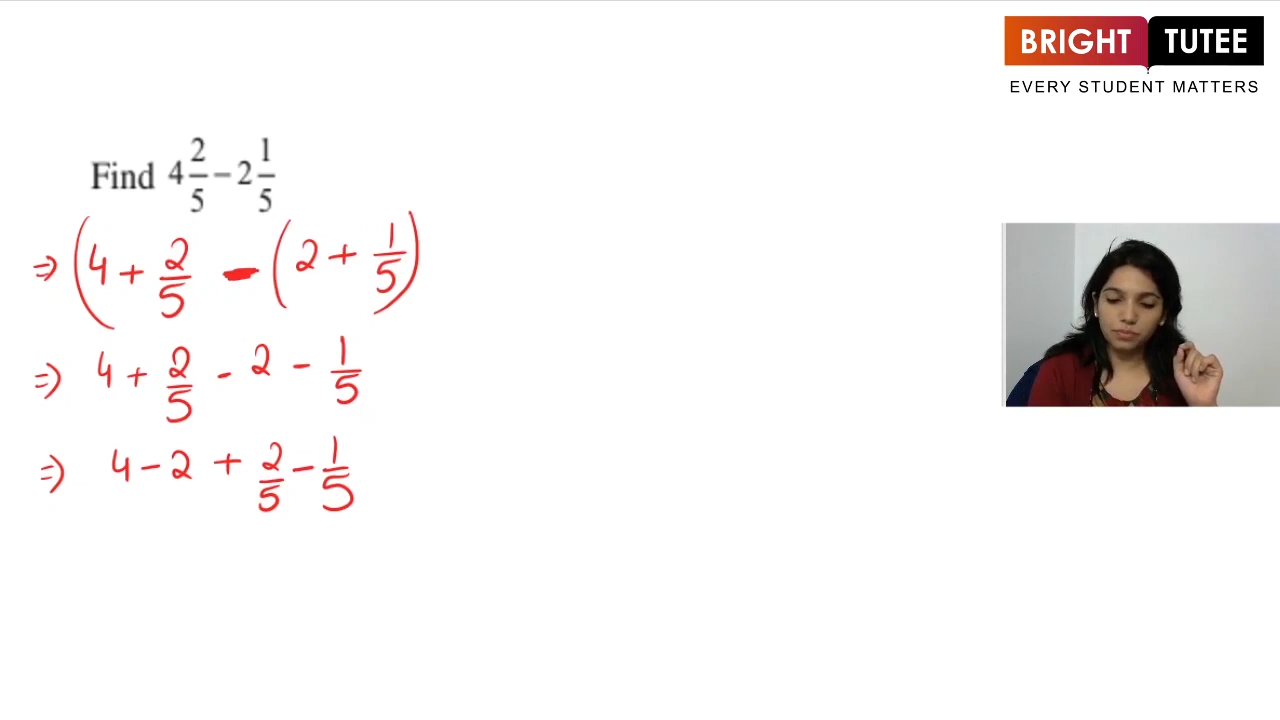 BRIGHT TUTEE
EVERY STUDENT MATTERS
Find 4 2/5 − 2 1/5
⇒ (4 + 2/5 - (2 + 1/5)
⇒ 4 + 2/5 - 2 - 1/5
⇒ 4 - 2 + 2/5 - 1/5